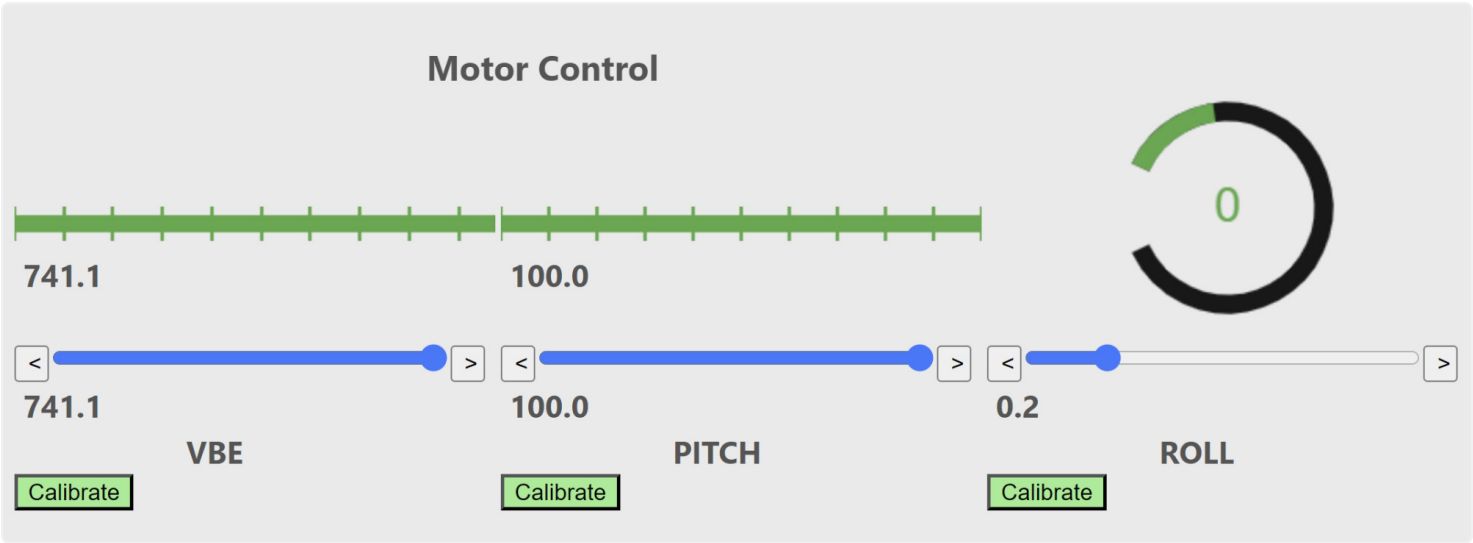 Motor Control
0
741.1 100.0
< > < > < >
741.1 100.0 0.2
VBE PITCH ROLL
Calibrate Calibrate Calibrate